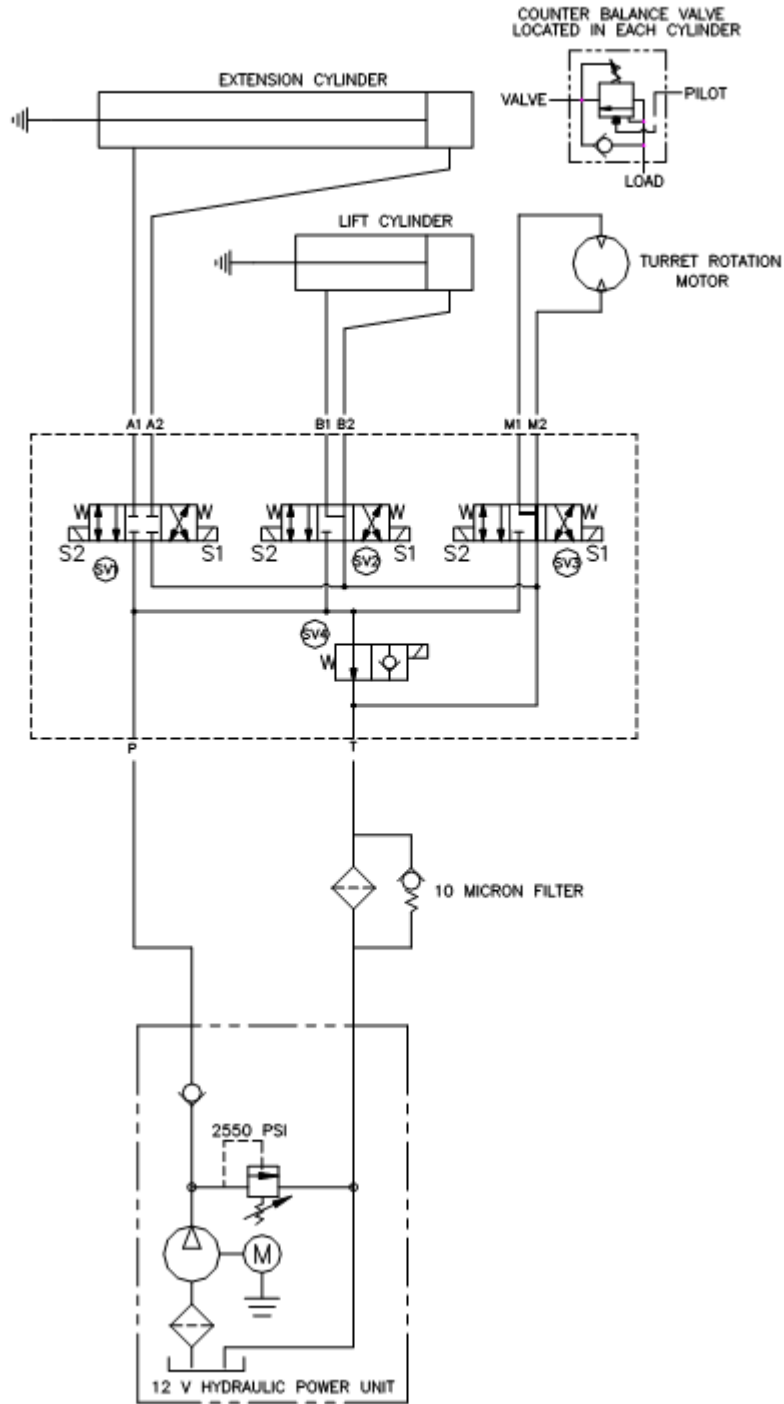 COUNTER BALANCE VALVE
LOCATED IN EACH CYLINDER
VALVE
PILOT
LOAD
EXTENSION CYLINDER
LIFT CYLINDER
TURRET ROTATION
MOTOR
A1 A2
B1 B2
M1 M2
S2
SV1
S1
S2
SV2
S1
S2
SV3
S1
SV4
P
T
10 MICRON FILTER
2550 PSI
M
12 V HYDRAULIC POWER UNIT